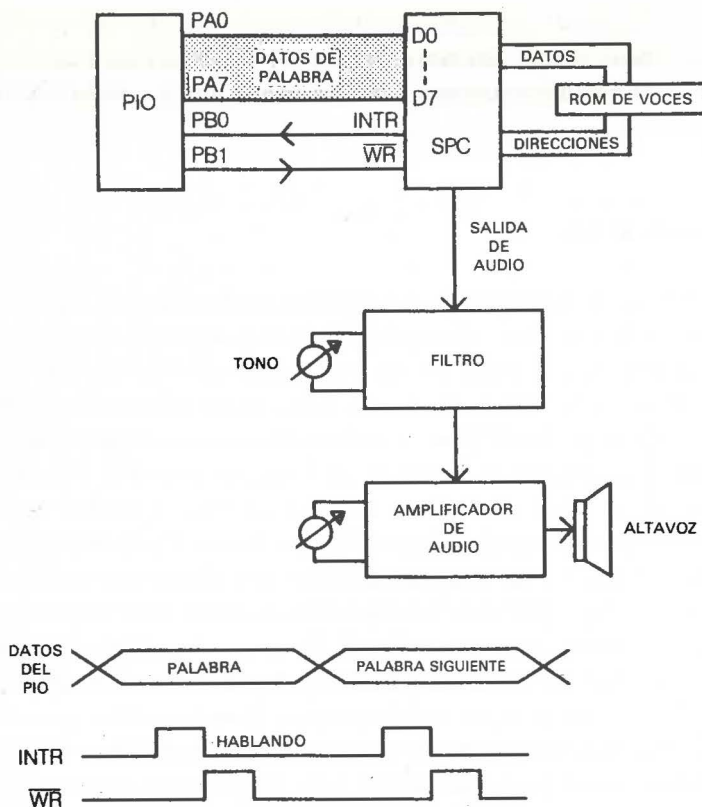 PA0
D0
DATOS DE
PALABRA
DATOS
PIO
PA7
D7
ROM DE VOCES
PB0
INTR
SPC
PB1
WR
DIRECCIONES
SALIDA
DE
AUDIO
TONO
FILTRO
AMPLIFICADOR
DE
AUDIO
ALTAVOZ
DATOS
DEL
PIO
PALABRA
PALABRA SIGUIENTE
INTR
HABLANDO
WR